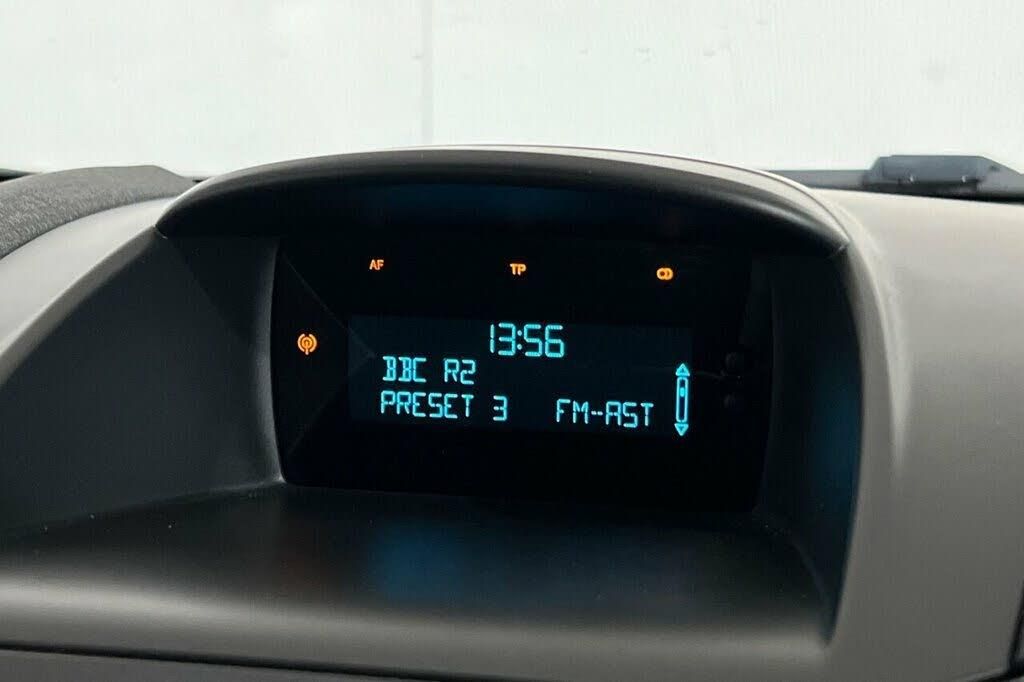 AF TP
13:56
BBC R2
PRESET 3 FM-AST